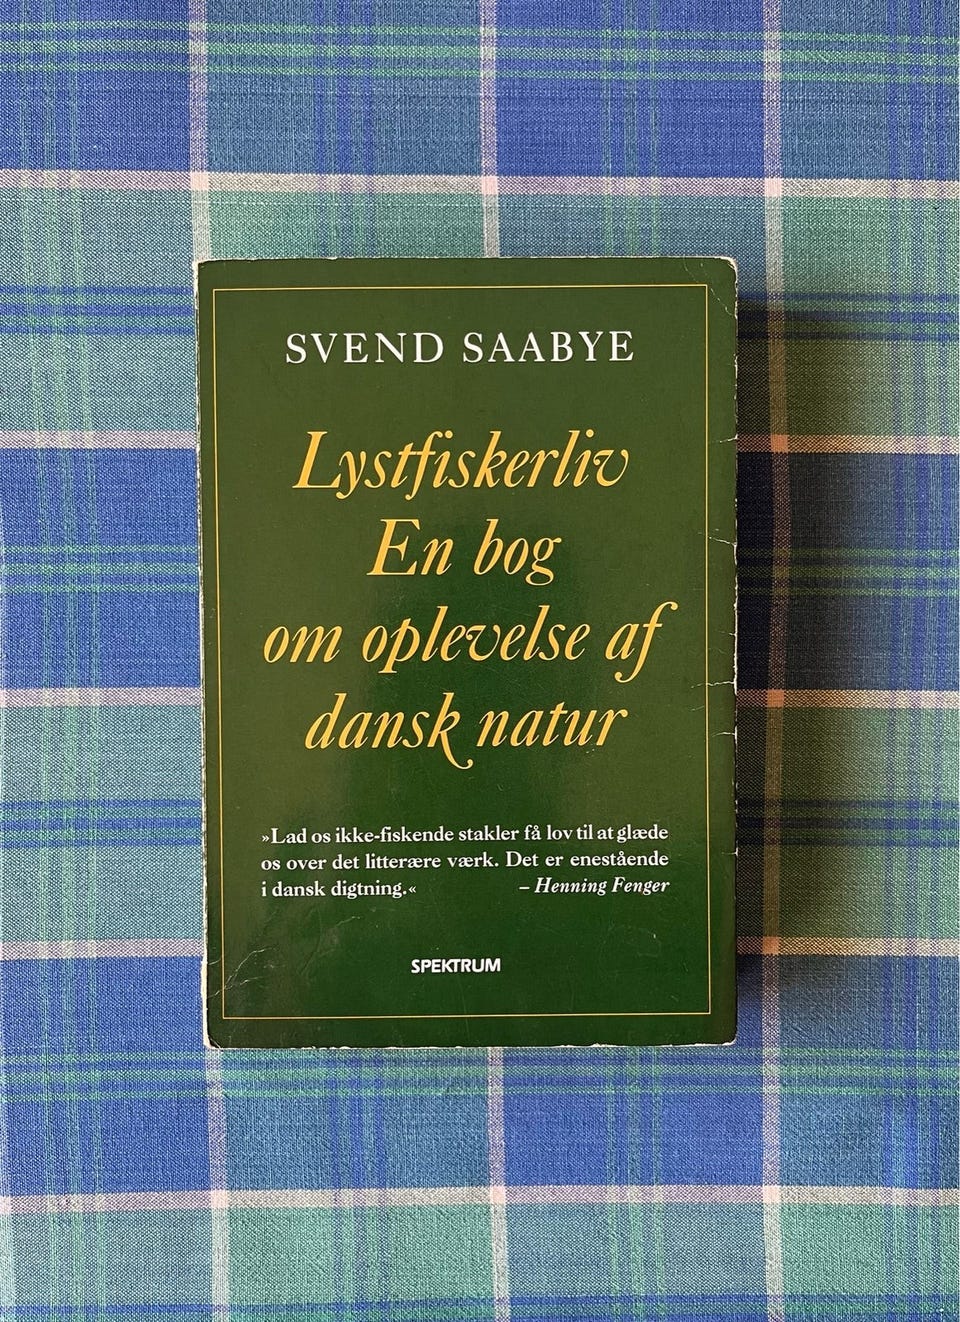 SVEND SAABYE
Lystfiskerliv
En bog
om oplevelse af
dansk natur
»Lad os ikke-fiskende stakler få lov til at glæde
os over det litterære værk. Det er enestående
i dansk digtning.« – Henning Fenger
SPEKTRUM